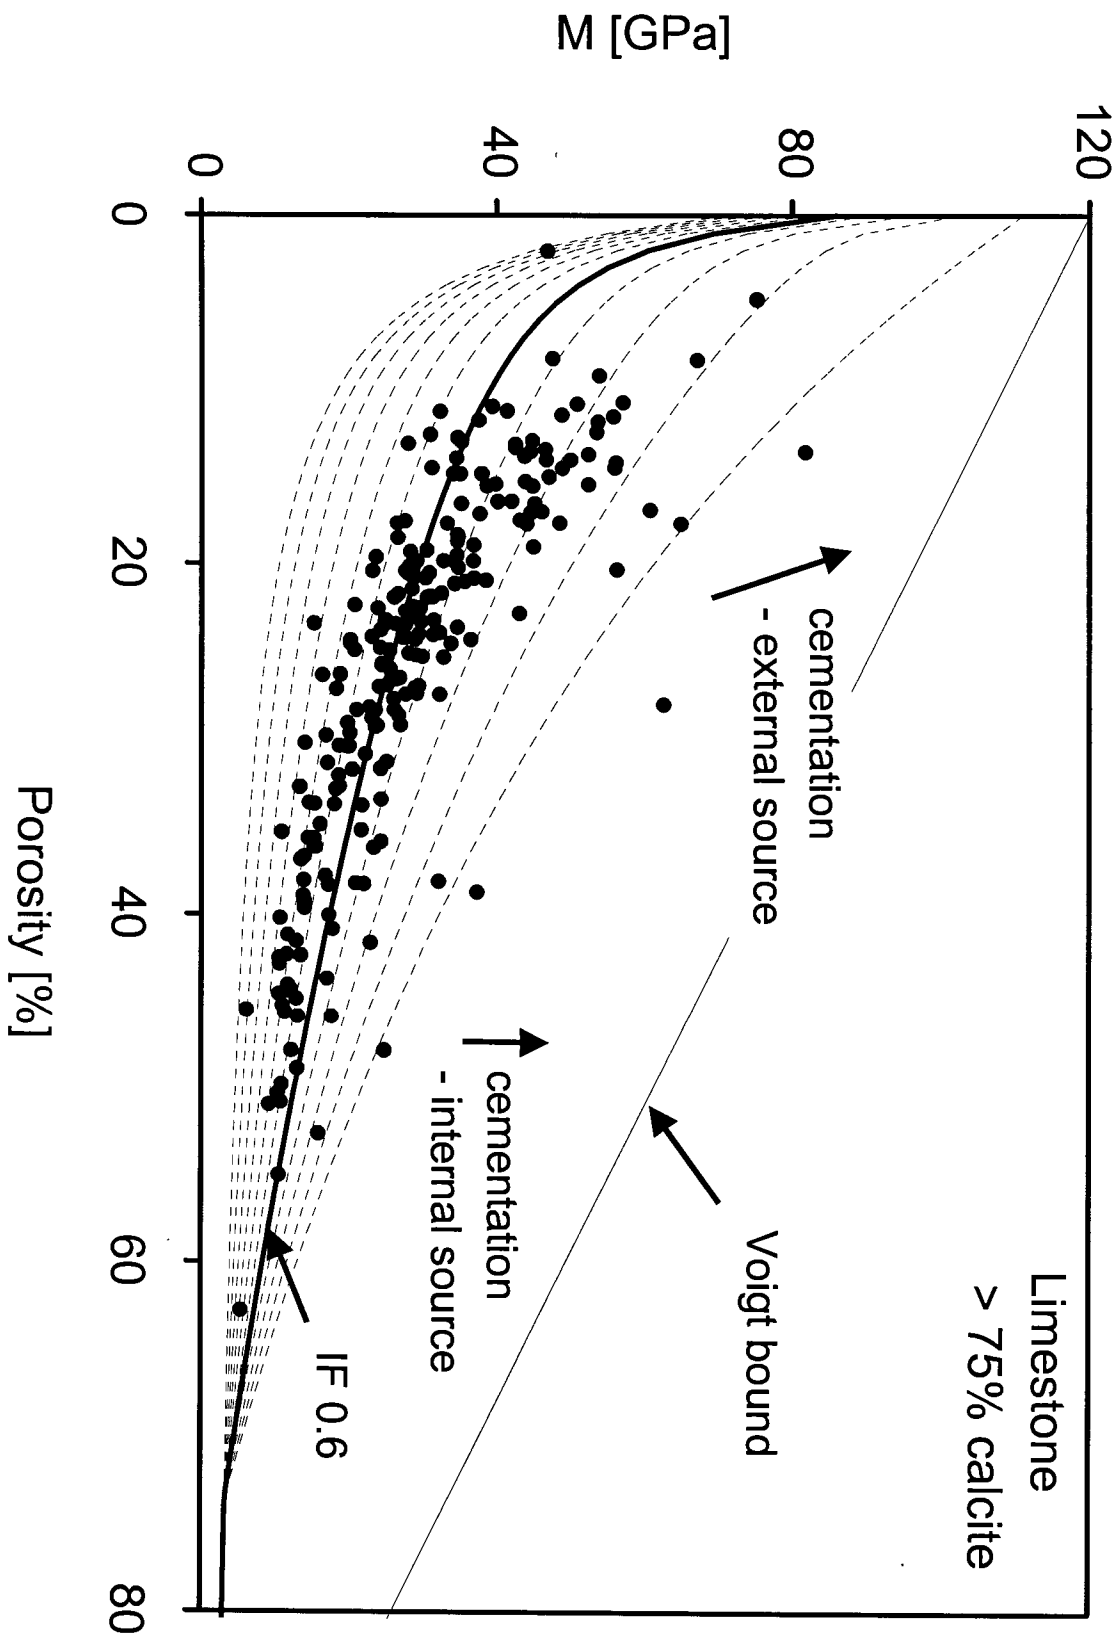 M [GPa]
120
80
40
0
0
20
40
60
80
Porosity [%]
Limestone
> 75% calcite
Voigt bound
cementation
- external source
cementation
- internal source
IF 0.6